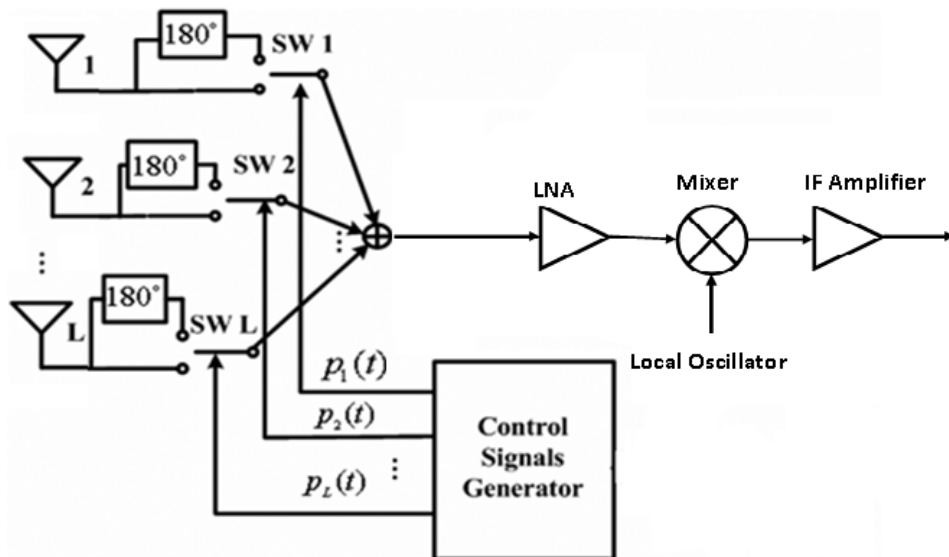 180°
SW 1
1
180°
SW 2
2
⋮
180°
SW L
L
LNA
Mixer
IF Amplifier
Local Oscillator
p₁(t)
p₂(t)
⋮
p_L(t)
Control
Signals
Generator